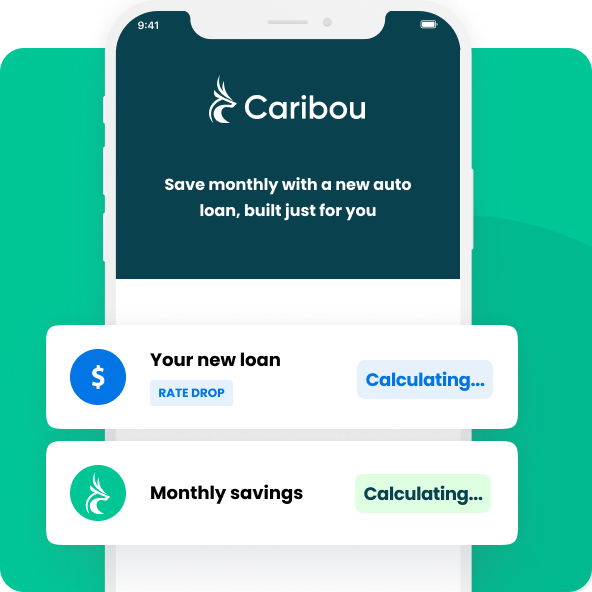 9:41
Caribou
Save monthly with a new auto
loan, built just for you
Your new loan
$
RATE DROP
Calculating...
Monthly savings
Calculating...